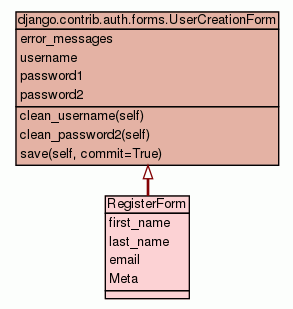 django.contrib.auth.forms.UserCreationForm
error_messages
username
password1
password2
clean_username(self)
clean_password2(self)
save(self, commit=True)
RegisterForm
first_name
last_name
email
Meta